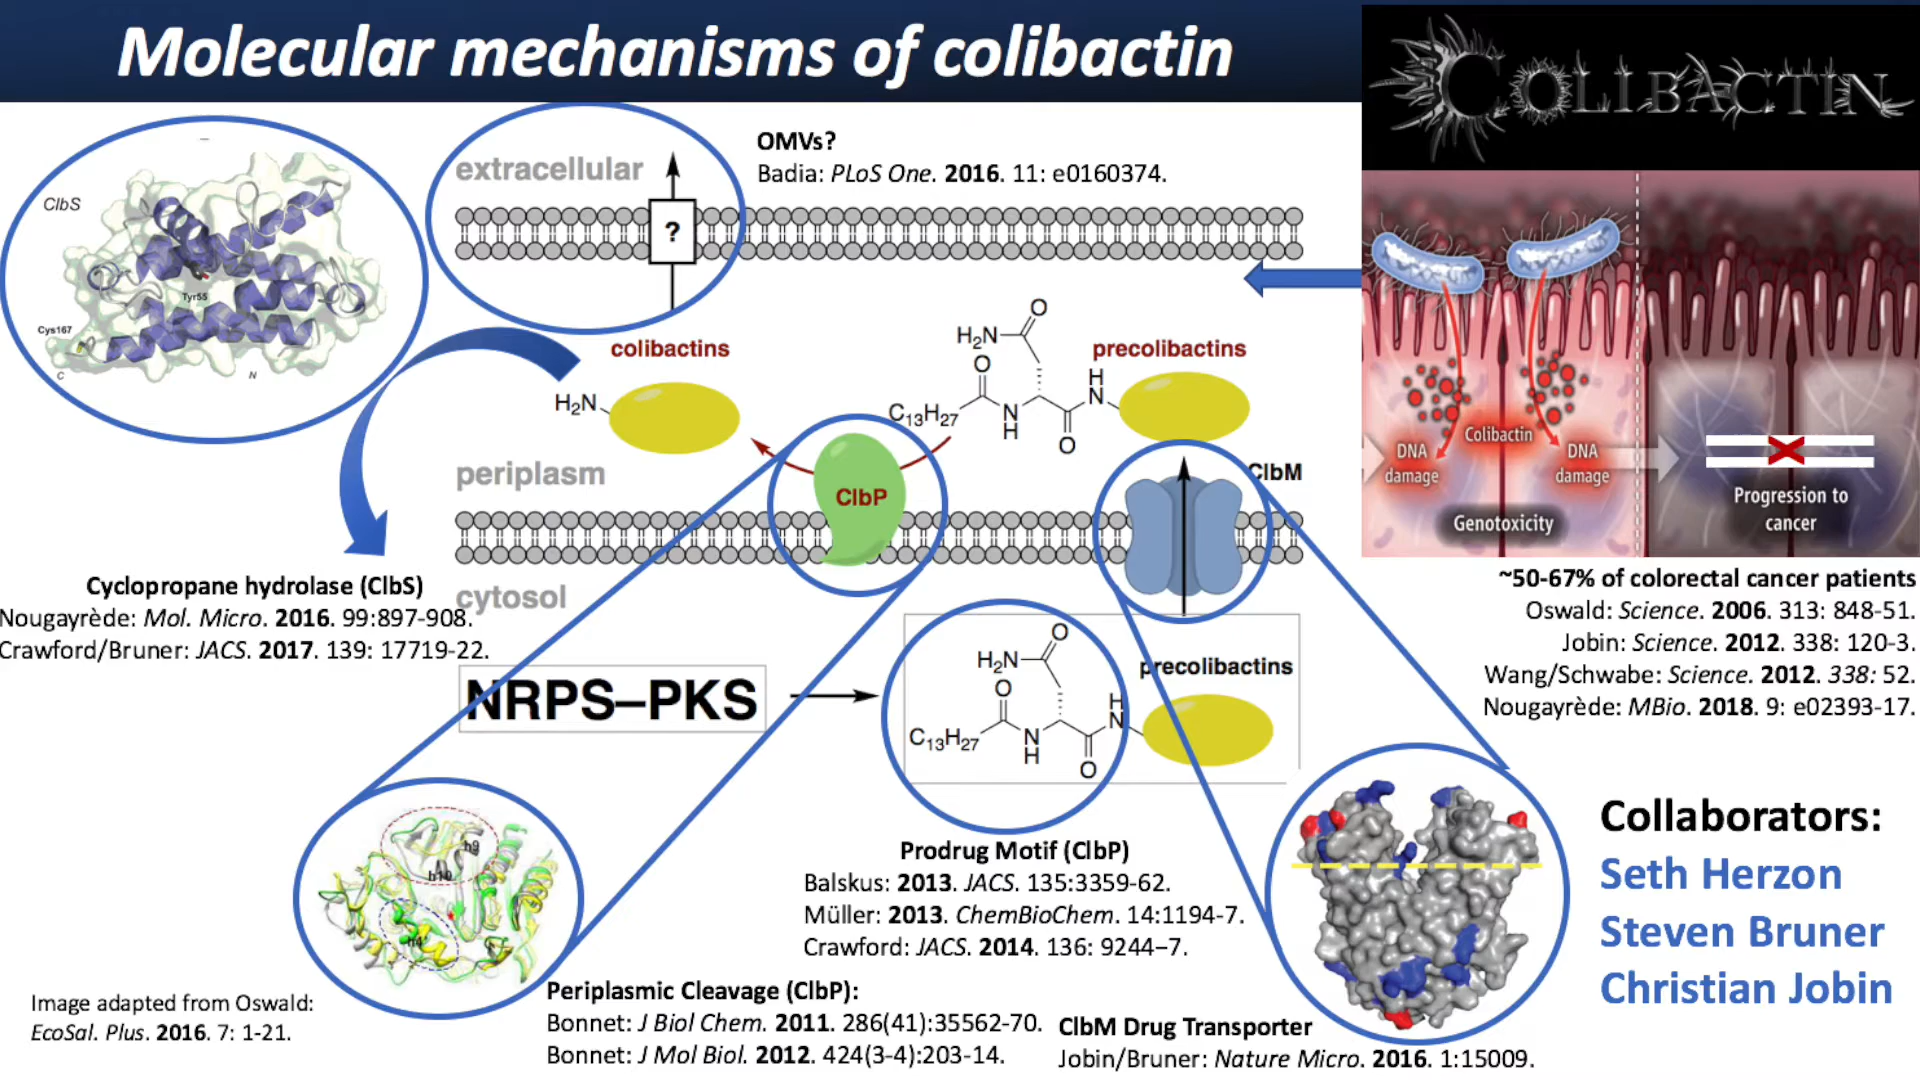 Molecular mechanisms of colibactin
COLIBACTIN
ClbS
Tyr55
Cys167
C
N
extracellular
?
OMVs?
Badia: PLoS One. 2016. 11: e0160374.
colibactins
H₂N
precolibactins
H₂N
O
O
H
N
C₁₃H₂₇
N
H
O
periplasm
ClbP
ClbM
cytosol
DNA
damage
Colibactin
DNA
damage
Genotoxicity
Progression to
cancer
~50-67% of colorectal cancer patients
Oswald: Science. 2006. 313: 848-51.
Jobin: Science. 2012. 338: 120-3.
Wang/Schwabe: Science. 2012. 338: 52.
Nougayrède: MBio. 2018. 9: e02393-17.
Cyclopropane hydrolase (ClbS)
Nougayrède: Mol. Micro. 2016. 99:897-908.
Crawford/Bruner: JACS. 2017. 139: 17719-22.
NRPS–PKS
precolibactins
H₂N
O
O
H
N
C₁₃H₂₇
N
H
O
h9
h10
h4
Prodrug Motif (ClbP)
Balskus: 2013. JACS. 135:3359-62.
Müller: 2013. ChemBioChem. 14:1194-7.
Crawford: JACS. 2014. 136: 9244–7.
Collaborators:
Seth Herzon
Steven Bruner
Christian Jobin
Image adapted from Oswald:
EcoSal. Plus. 2016. 7: 1-21.
Periplasmic Cleavage (ClbP):
Bonnet: J Biol Chem. 2011. 286(41):35562-70.
Bonnet: J Mol Biol. 2012. 424(3-4):203-14.
ClbM Drug Transporter
Jobin/Bruner: Nature Micro. 2016. 1:15009.